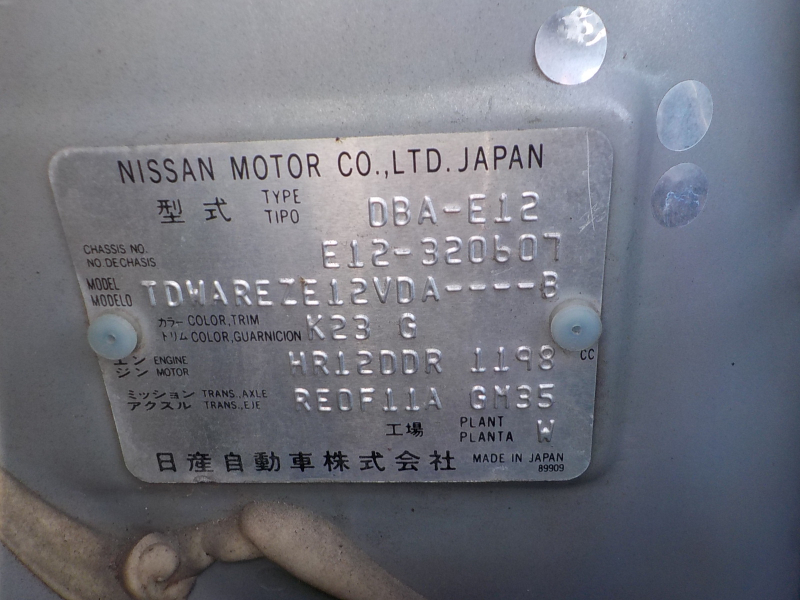 NISSAN MOTOR CO.,LTD. JAPAN
型式 TYPE TIPO DBA-E12
CHASSIS NO. NO. DE CHASIS E12-320607
MODEL MODELO TDWAREZE12VDA----B
カラー COLOR,TRIM トリム COLOR,GUARNICION K23 G
エンジン ENGINE MOTOR HR12DDR 1198 CC
ミッション TRANS.,AXLE アクスル TRANS.,EJE RE0F11A GM35
工場 PLANT PLANTA W
日産自動車株式会社 MADE IN JAPAN
89909